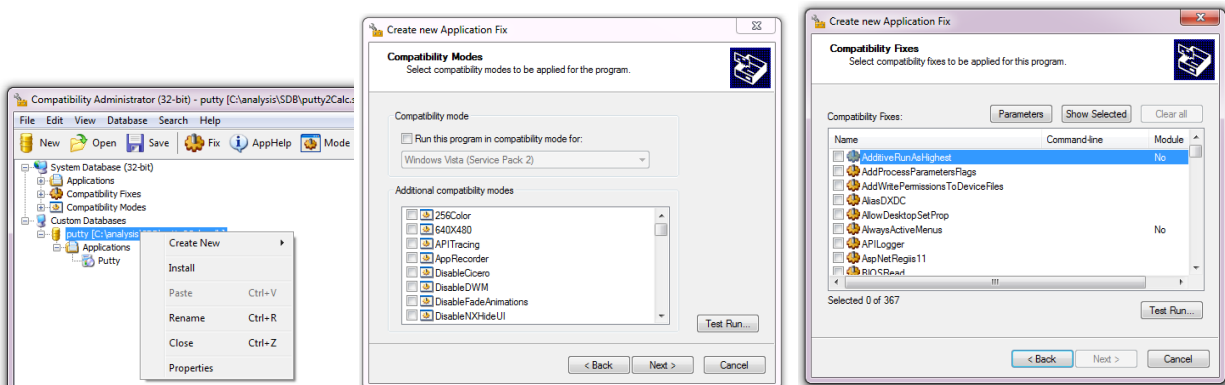 Compatibility Administrator (32-bit) - putty [C:\analysis\SDB\putty2Calc.s
File Edit View Database Search Help
New Open Save Fix AppHelp Mode
System Database (32-bit)
Applications
Compatibility Fixes
Compatibility Modes
Custom Databases
putty [C:\analysis
Applications
Putty
Create New
Install
Paste Ctrl+V
Rename Ctrl+R
Close Ctrl+Z
Properties
Create new Application Fix
Compatibility Modes
Select compatibility modes to be applied for the program.
Compatibility mode
Run this program in compatibility mode for:
Windows Vista (Service Pack 2)
Additional compatibility modes
256Color
640X480
APITracing
AppRecorder
DisableCicero
DisableDWM
DisableFadeAnimations
DisableNXHideUI
Test Run...
< Back Next > Cancel
Create new Application Fix
Compatibility Fixes
Select compatibility fixes to be applied for this program.
Compatibility Fixes: Parameters Show Selected Clear all
Name Command-line Module
AdditiveRunAsHighest No
AddProcessParametersFlags
AddWritePermissionsToDeviceFiles
AliasDXDC
AllowDesktopSetProp
AlwaysActiveMenus No
APILogger
AspNetRegiis11
BIOSRead
Selected 0 of 367
Test Run...
< Back Next > Cancel